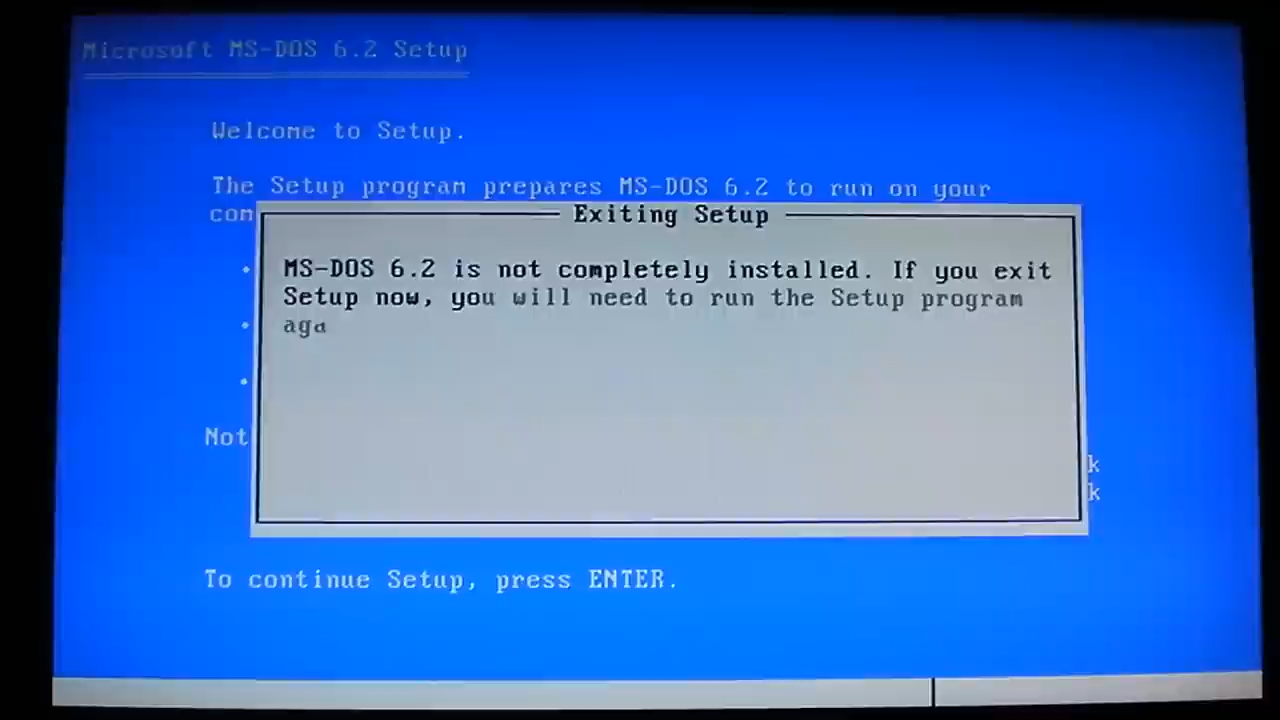 Microsoft MS-DOS 6.2 Setup
Welcome to Setup.
The Setup program prepares MS-DOS 6.2 to run on your
com
Exiting Setup
MS-DOS 6.2 is not completely installed. If you exit
Setup now, you will need to run the Setup program
aga
Not
k
k
To continue Setup, press ENTER.